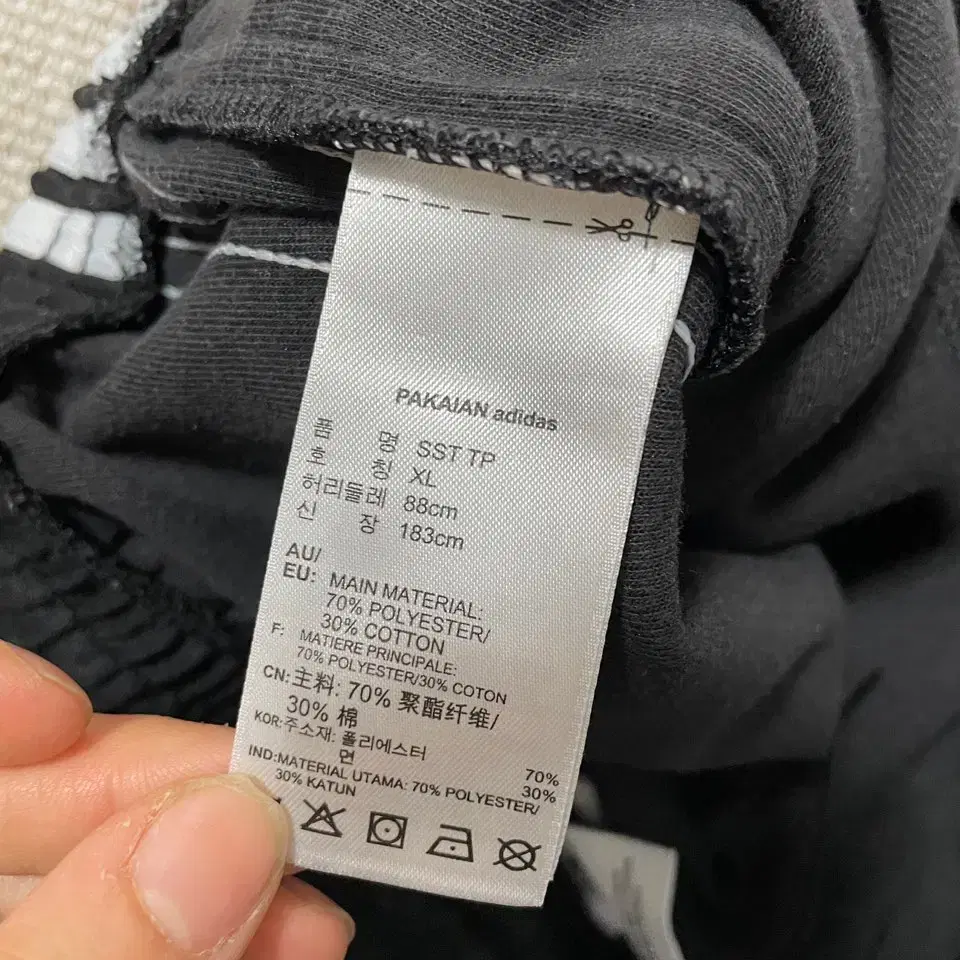 PAKAIAN adidas
품 명 SST TP
호 칭 XL
허리둘레 88cm
신 장 183cm
AU/
EU: MAIN MATERIAL:
70% POLYESTER/
30% COTTON
F: MATIERE PRINCIPALE:
70% POLYESTER/30% COTON
CN:主料: 70% 聚酯纤维/
30% 棉
KOR:주소재: 폴리에스터 70%
면 30%
IND:MATERIAL UTAMA: 70% POLYESTER/
30% KATUN